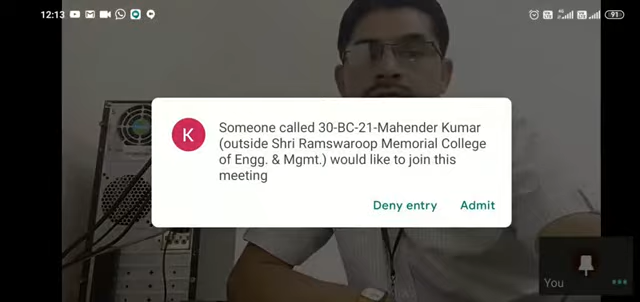 12:13
91
K
Someone called 30-BC-21-Mahender Kumar
(outside Shri Ramswaroop Memorial College
of Engg. & Mgmt.) would like to join this
meeting
Deny entry
Admit
You